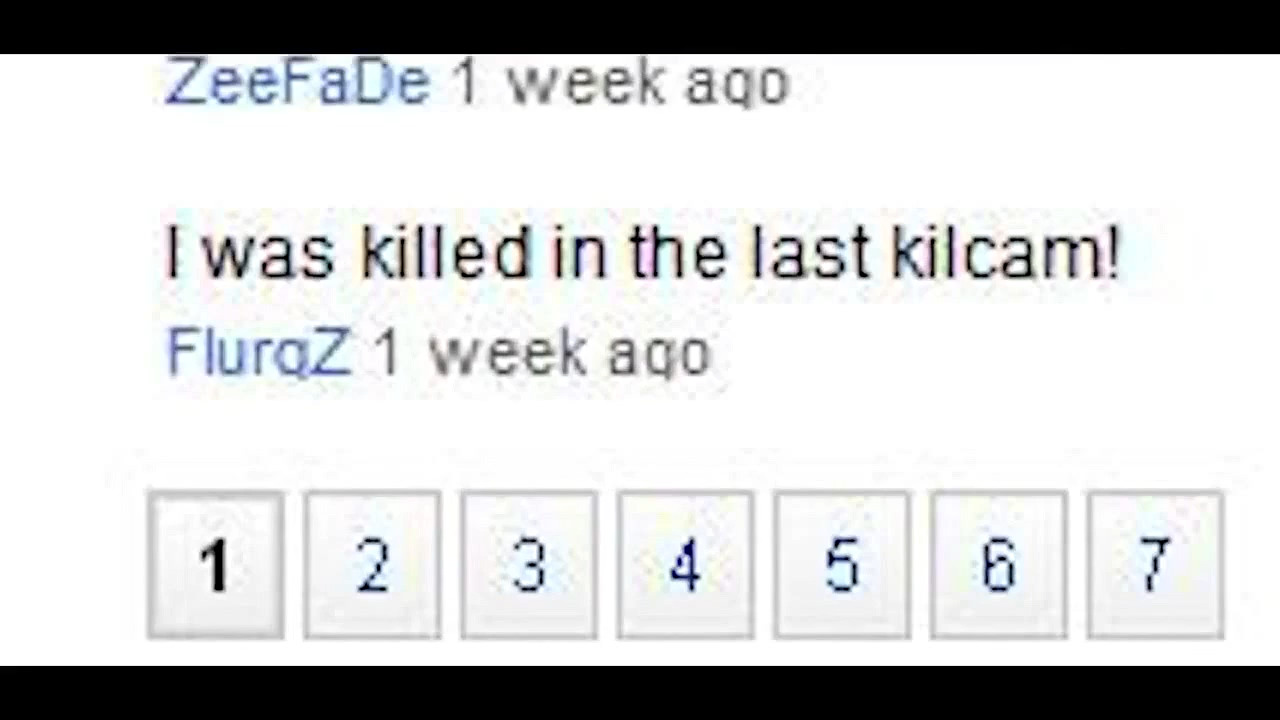 ZeeFaDe 1 week ago
I was killed in the last kilcam!
FlurgZ 1 week ago
1 2 3 4 5 6 7